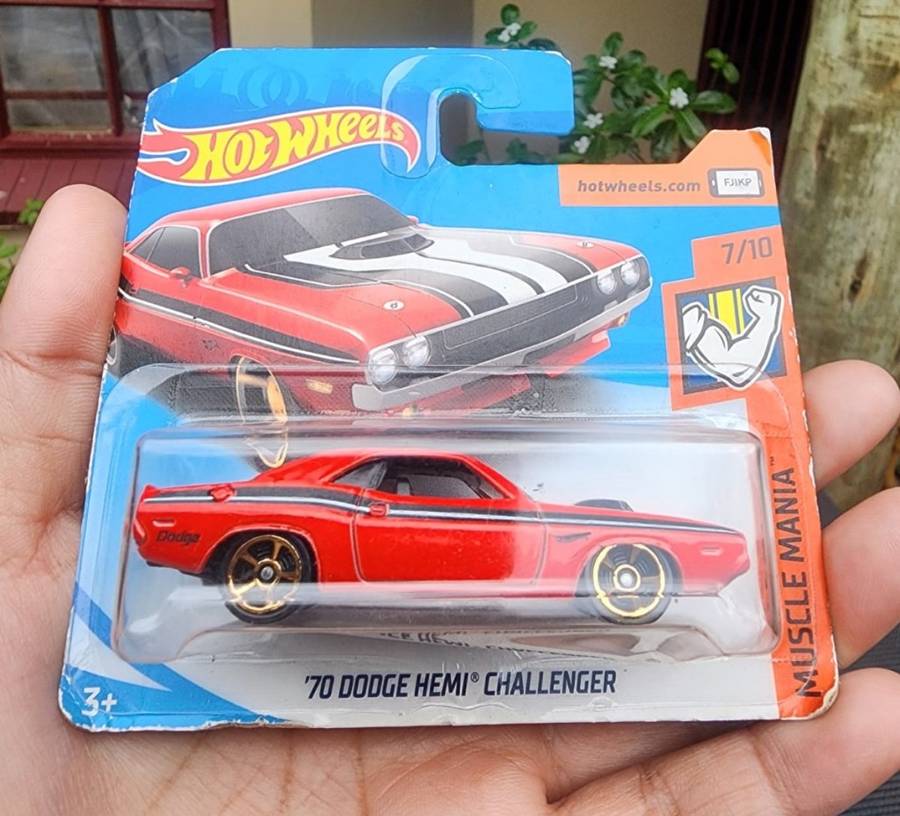 HOT WHEELS
hotwheels.com FJIKP
7/10
MUSCLE MANIA™
Dodge
'70 DODGE HEMI® CHALLENGER
3+